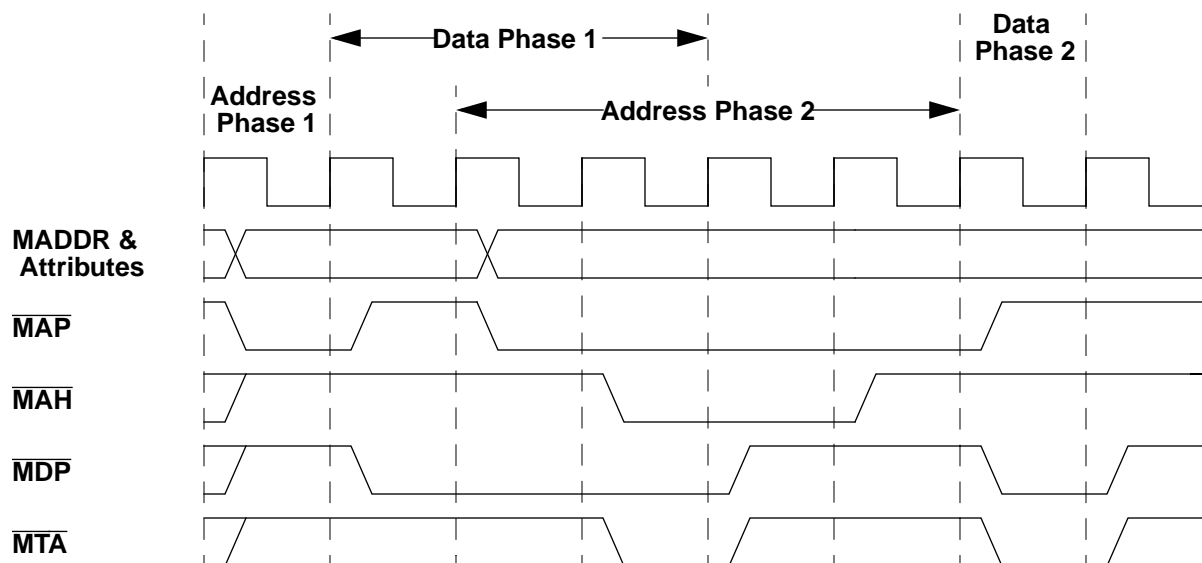 Data Phase 1
Data
Phase 2
Address
Phase 1
Address Phase 2
MADDR &
Attributes
MAP
MAH
MDP
MTA